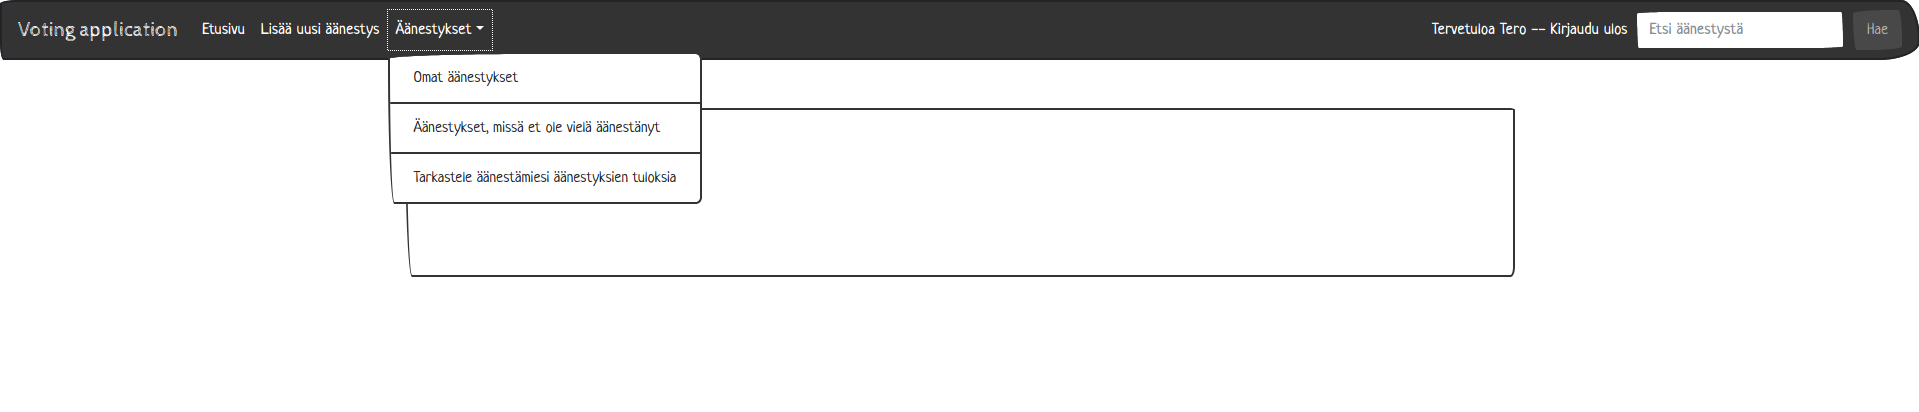 Voting application Etusivu Lisää uusi äänestys Äänestykset Tervetuloa Tero -- Kirjaudu ulos Etsi äänestystä Hae
Omat äänestykset
Äänestykset, missä et ole vielä äänestänyt
Tarkastele äänestämiesi äänestyksien tuloksia